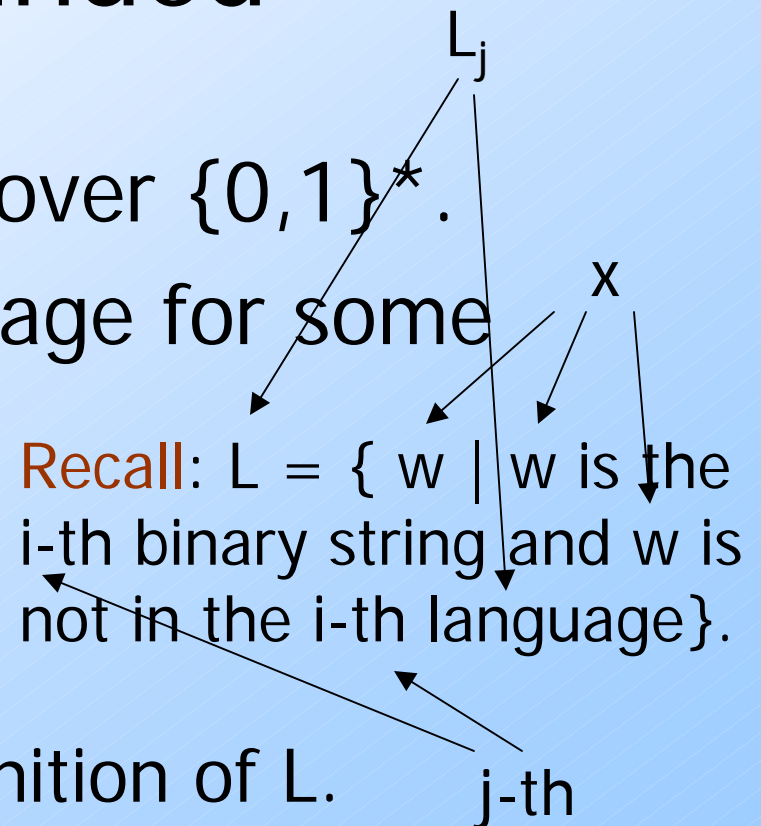 L_j
over {0,1}*.
x
age for some
Recall: L = { w | w is the
i-th binary string and w is
not in the i-th language}.
nition of L.
j-th